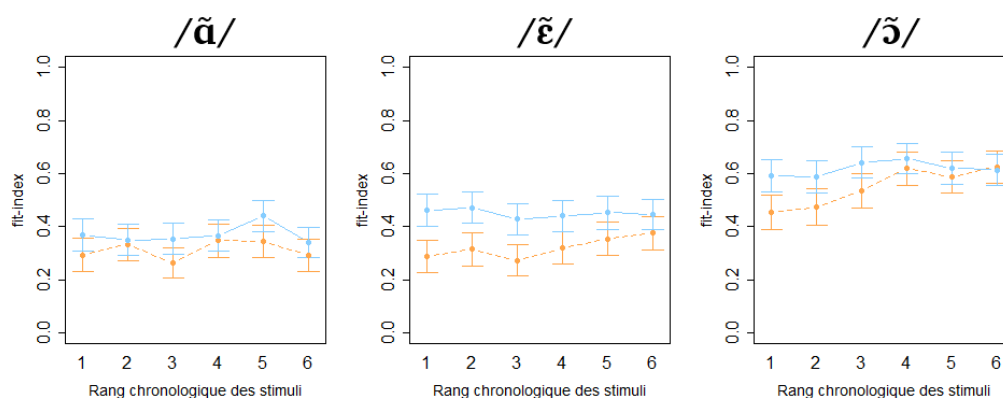 /ɑ̃/
/ɛ̃/
/ɔ̃/
fit-index
0.0 0.2 0.4 0.6 0.8 1.0
1 2 3 4 5 6
Rang chronologique des stimuli
fit-index
0.0 0.2 0.4 0.6 0.8 1.0
1 2 3 4 5 6
Rang chronologique des stimuli
fit-index
0.0 0.2 0.4 0.6 0.8 1.0
1 2 3 4 5 6
Rang chronologique des stimuli